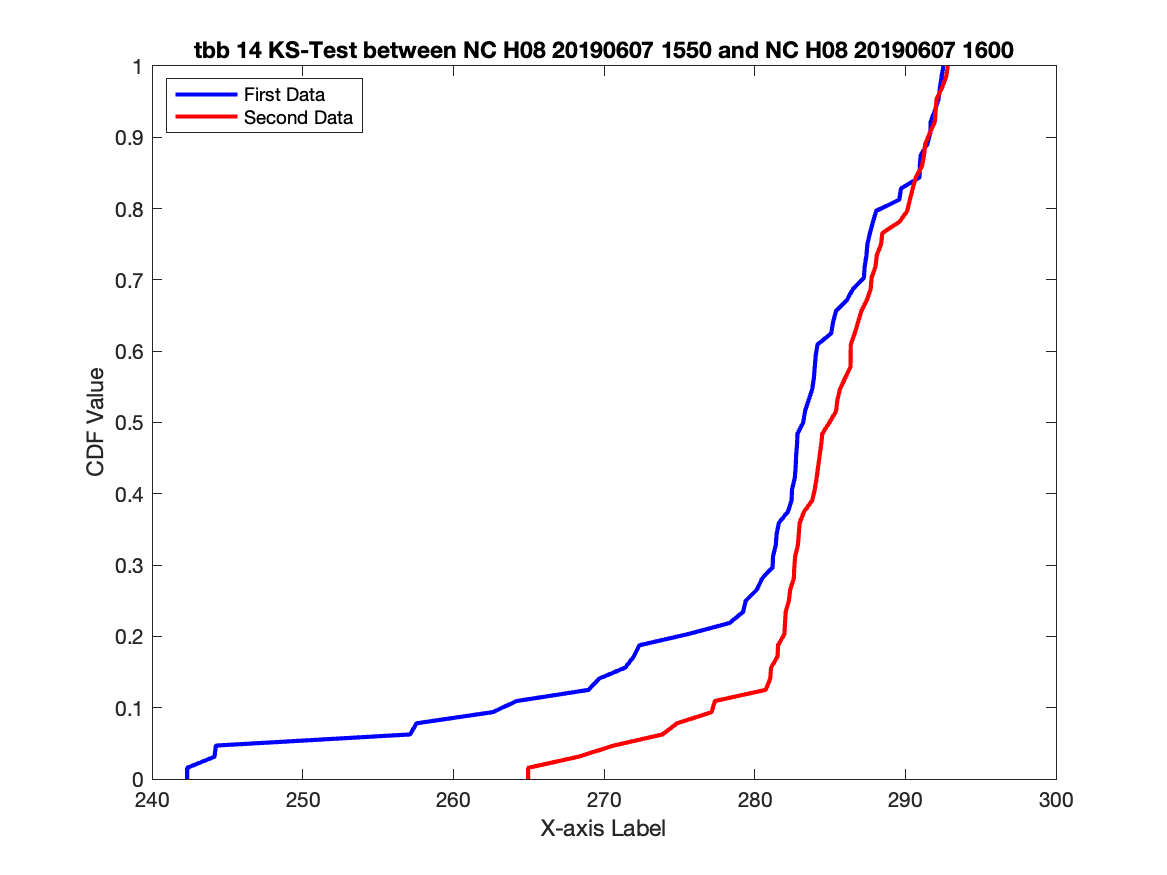 tbb 14 KS-Test between NC H08 20190607 1550 and NC H08 20190607 1600
First Data
Second Data
CDF Value
1
0.9
0.8
0.7
0.6
0.5
0.4
0.3
0.2
0.1
0
240 250 260 270 280 290 300
X-axis Label